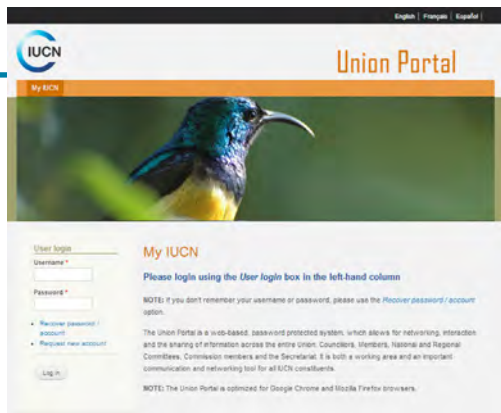 English | Français | Español |
IUCN
Union Portal
My IUCN
User login
Username *
Password *
Recover password /
account
Request new account
Log in
My IUCN
Please login using the User login box in the left-hand column
NOTE: If you don't remember your username or password, please use the Recover password / account
option.
The Union Portal is a web-based, password protected system, which allows for networking, interaction
and the sharing of information across the entire Union: Councilors, Members, National and Regional
Committees, Commission members and the Secretariat. It is both a working area and an important
communication and networking tool for all IUCN constituents.
NOTE: The Union Portal is optimized for Google Chrome and Mozilla Firefox browsers.